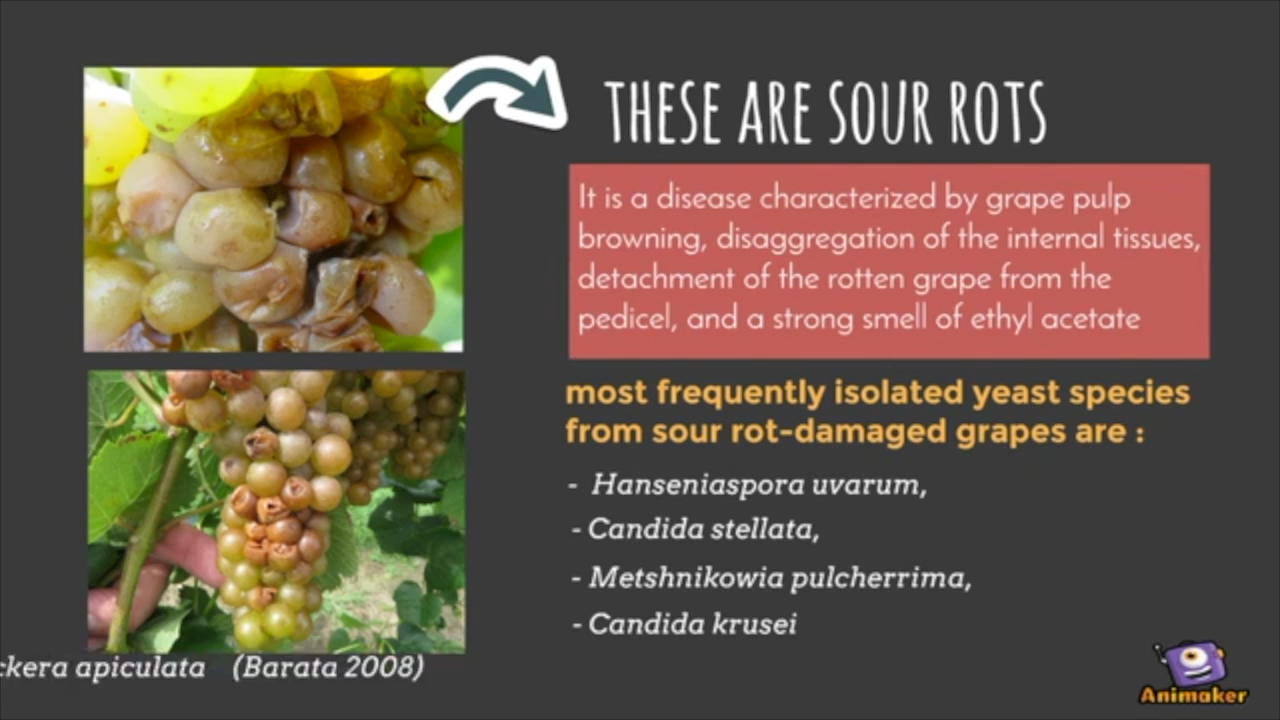 THESE ARE SOUR ROTS
It is a disease characterized by grape pulp
browning, disaggregation of the internal tissues,
detachment of the rotten grape from the
pedicel, and a strong smell of ethyl acetate
most frequently isolated yeast species
from sour rot-damaged grapes are :
- Hanseniaspora uvarum,
- Candida stellata,
- Metshnikowia pulcherrima,
- Candida krusei
ckera apiculata (Barata 2008)
Animaker